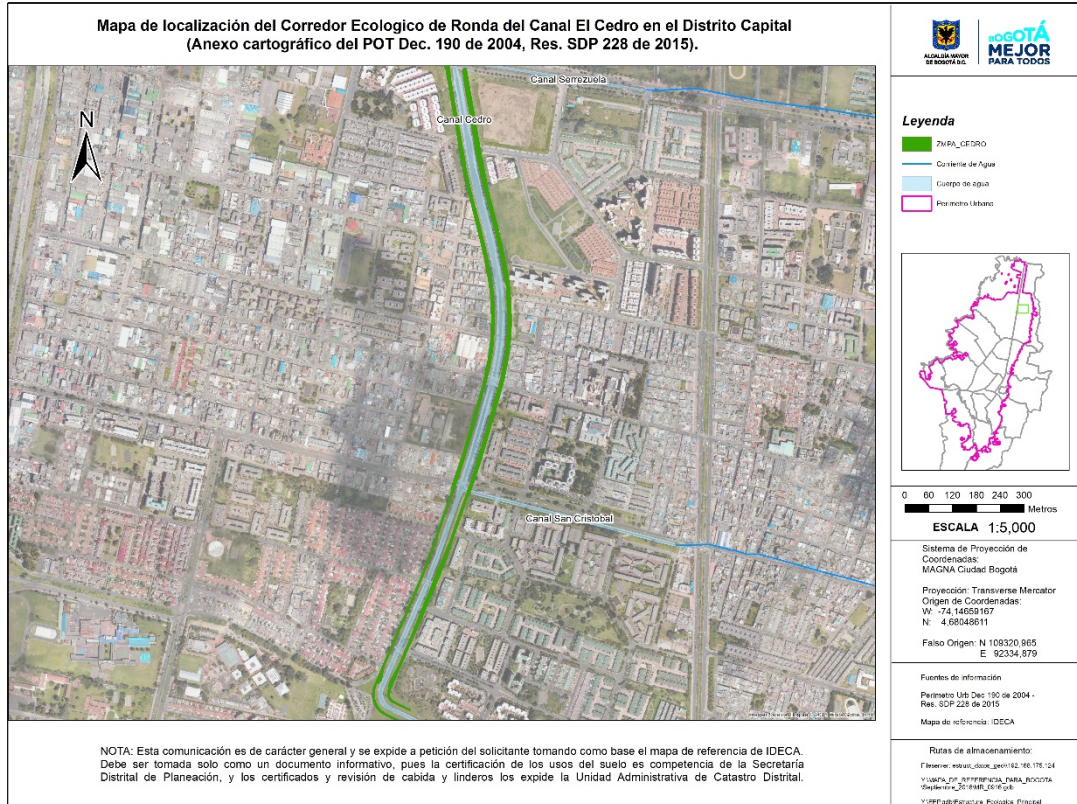 Mapa de localización del Corredor Ecologico de Ronda del Canal El Cedro en el Distrito Capital
(Anexo cartográfico del POT Dec. 190 de 2004, Res. SDP 228 de 2015).
Canal Serrezuela
Canal Cedro
N
Canal San Cristobal
NOTA: Esta comunicación es de carácter general y se expide a petición del solicitante tomando como base el mapa de referencia de IDECA.
Debe ser tomada solo como un documento informativo, pues la certificación de los usos del suelo es competencia de la Secretaría
Distrital de Planeación, y los certificados y revisión de cabida y linderos los expide la Unidad Administrativa de Catastro Distrital.
ALCALDÍA MAYOR
DE BOGOTÁ D.C.
BOGOTÁ
MEJOR
PARA TODOS
Leyenda
ZMPA_CEDRO
Corriente de Agua
Cuerpo de agua
Perimetro Urbano
0 60 120 180 240 300
Metros
ESCALA 1:5,000
Sistema de Proyección de
Coordenadas:
MAGNA Ciudad Bogotá
Proyección: Transverse Mercator
Origen de Coordenadas:
W: -74,14659167
N: 4,68048611
Falso Origen: N 109320,965
E 92334,879
Fuentes de información
Perimetro Urb Dec 190 de 2004 -
Res. SDP 228 de 2015
Mapa de referencia: IDECA
Rutas de almacenamiento: